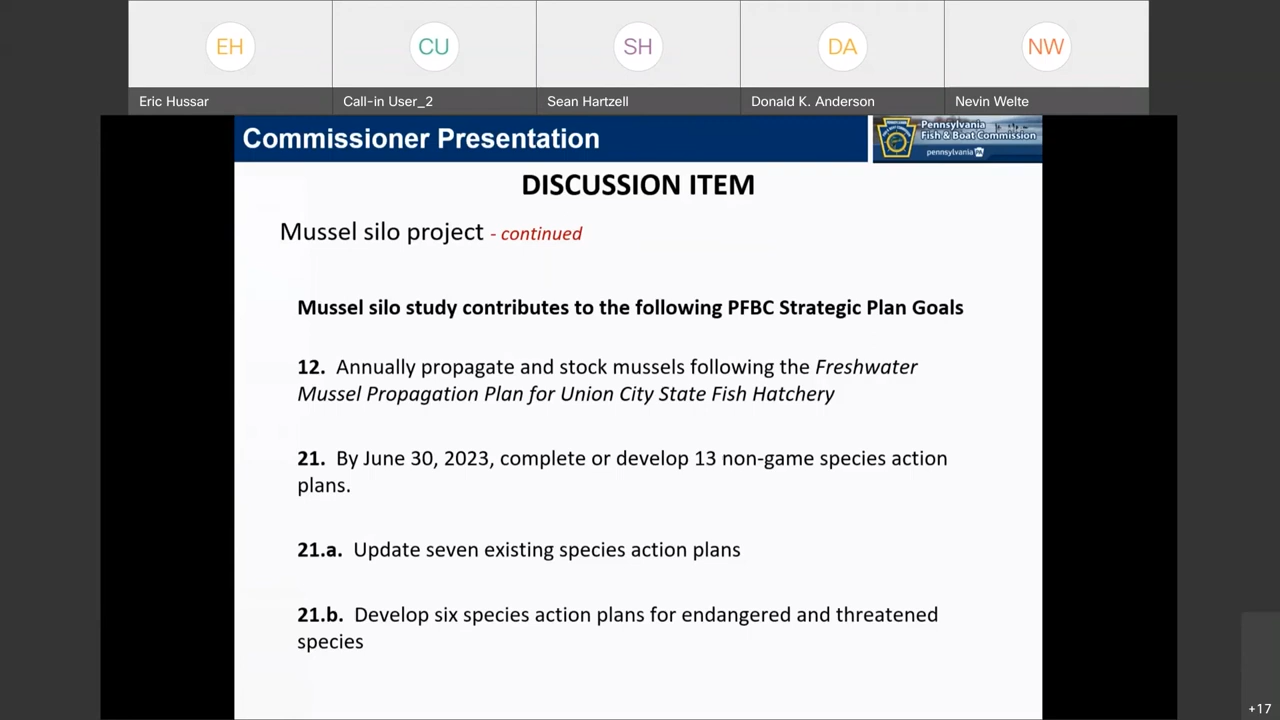 EH
CU
SH
DA
NW
Eric Hussar
Call-in User_2
Sean Hartzell
Donald K. Anderson
Nevin Welte
Commissioner Presentation
Pennsylvania
Fish & Boat Commission
pennsylvania PA
DISCUSSION ITEM
Mussel silo project - continued
Mussel silo study contributes to the following PFBC Strategic Plan Goals
12. Annually propagate and stock mussels following the Freshwater
Mussel Propagation Plan for Union City State Fish Hatchery
21. By June 30, 2023, complete or develop 13 non-game species action
plans.
21.a. Update seven existing species action plans
21.b. Develop six species action plans for endangered and threatened
species
+17